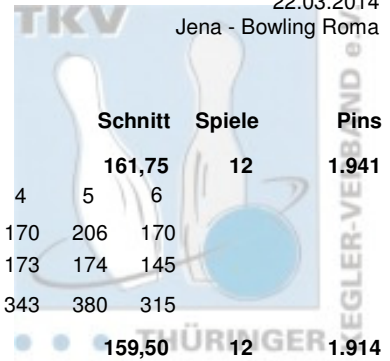 22.03.2014
TKV
Jena - Bowling Roma
Schnitt Spiele Pins
161,75 12 1.941
4 5 6
170 206 170
173 174 145
343 380 315
THÜRINGER KEGLER-VERBAND e.V.
159,50 12 1.914